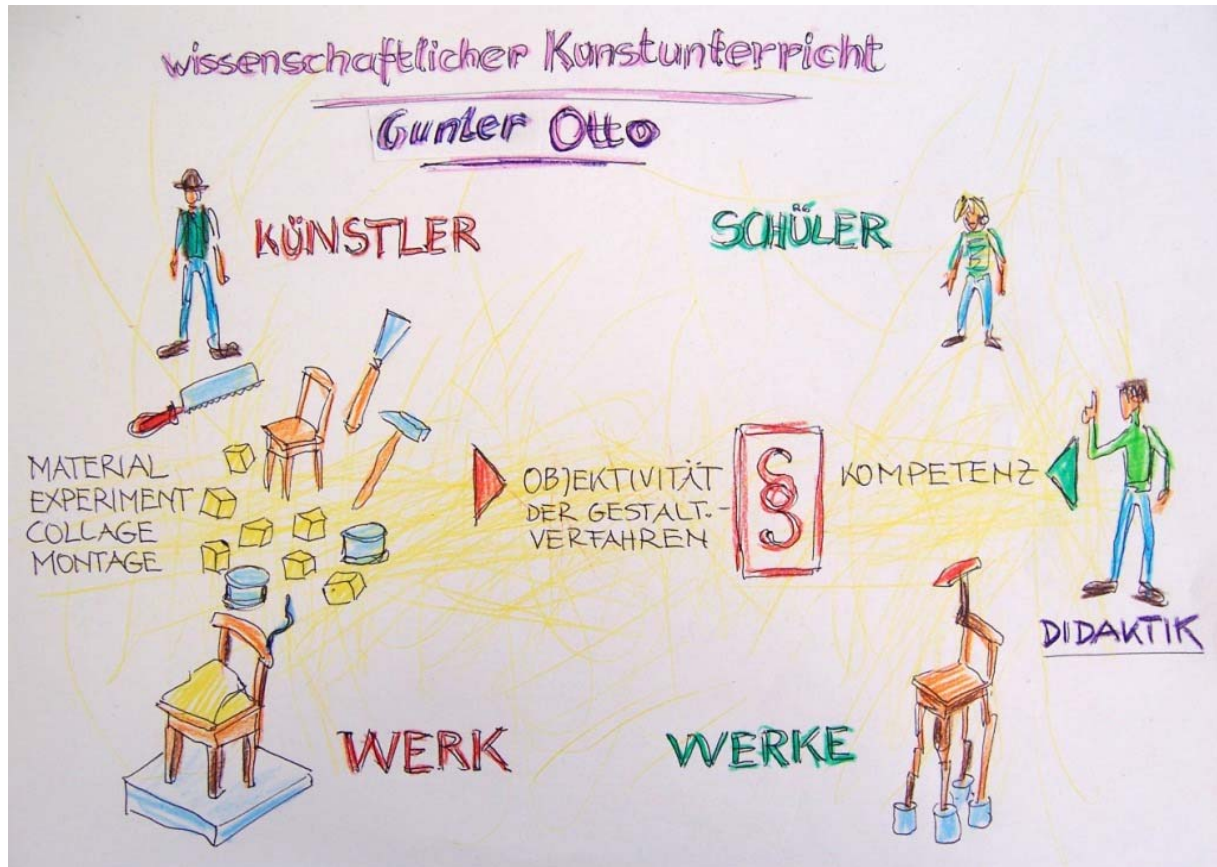 wissenschaftlicher Kunstunterricht
Gunter Otto
KÜNSTLER
SCHÜLER
MATERIAL
EXPERIMENT
COLLAGE
MONTAGE
OBJEKTIVITÄT
DER GESTALT.-
VERFAHREN
§
KOMPETENZ
DIDAKTIK
WERK
WERKE